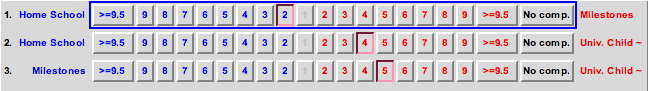 1. Home School >=9.5 9 8 7 6 5 4 3 2 1 2 3 4 5 6 7 8 9 >=9.5 No comp. Milestones
2. Home School >=9.5 9 8 7 6 5 4 3 2 1 2 3 4 5 6 7 8 9 >=9.5 No comp. Univ. Child ~
3. Milestones >=9.5 9 8 7 6 5 4 3 2 1 2 3 4 5 6 7 8 9 >=9.5 No comp. Univ. Child ~